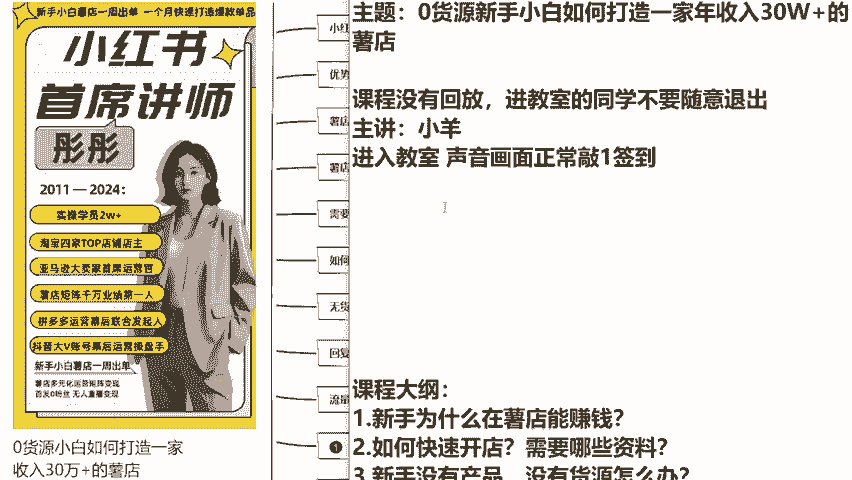 新手小白薯店一周出单 一个月快速打造爆款单品
小红书
首席讲师
彤彤
2011 — 2024：
实操学员2w+
淘宝四家TOP店铺店主
亚马逊大卖家首席运营官
薯店矩阵千万业绩第一人
拼多多运营幕后联合发起人
抖音大V账号幕后运营操盘手
新手小白薯店一周出单
薯店多元化运营矩阵变现
首发0粉丝 无人直播变现
0货源小白如何打造一家
收入30万+的薯店
小红
优势
薯店
薯店
需要
如何
无货
回复
流量
1
主题：0货源新手小白如何打造一家年收入30W+的
薯店
课程没有回放，进教室的同学不要随意退出
主讲：小羊
进入教室 声音画面正常敲1签到
课程大纲：
1.新手为什么在薯店能赚钱？
2.如何快速开店？需要哪些资料？
3.新手没有产品，没有货源怎么办？